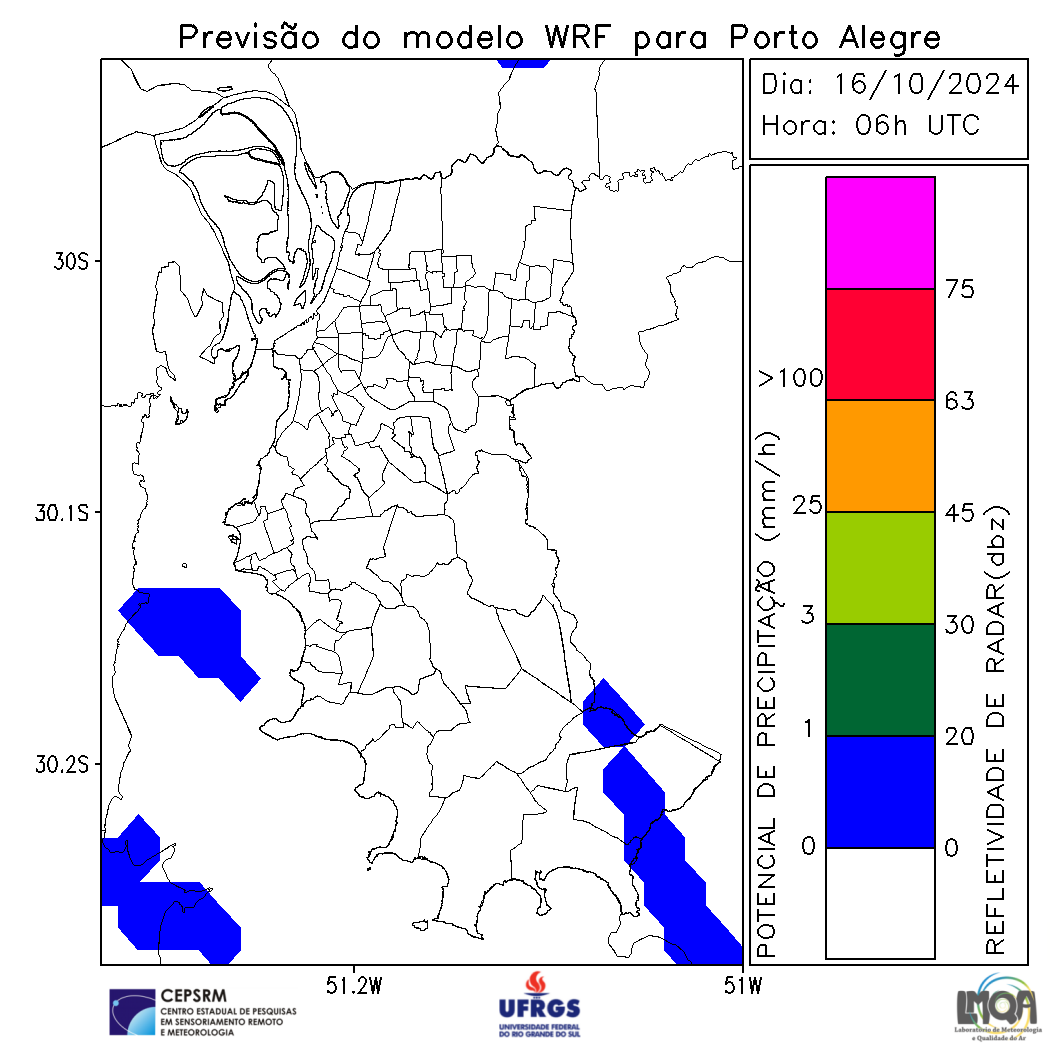 Previsão do modelo WRF para Porto Alegre
Dia: 16/10/2024
Hora: 06h UTC
30S
30.1S
30.2S
51.2W
51W
POTENCIAL DE PRECIPITAÇÃO (mm/h)
>100
25
3
1
0
75
63
45
30
20
0
REFLETIVIDADE DE RADAR(dbz)
CEPSRM
CENTRO ESTADUAL DE PESQUISAS
EM SENSORIAMENTO REMOTO
E METEOROLOGIA
UFRGS
UNIVERSIDADE FEDERAL
DO RIO GRANDE DO SUL
LMQA
Laboratório de Meteorologia
e Qualidade do Ar